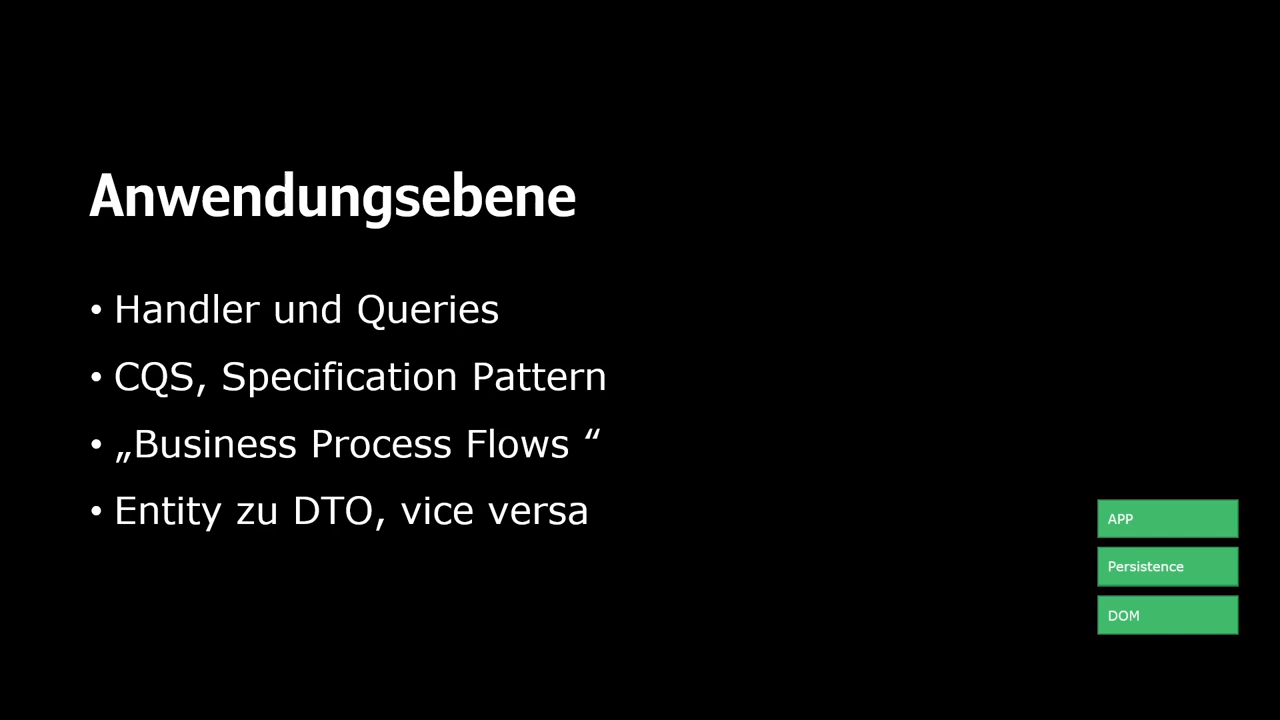 Anwendungsebene
• Handler und Queries
• CQS, Specification Pattern
• „Business Process Flows “
• Entity zu DTO, vice versa
APP
Persistence
DOM